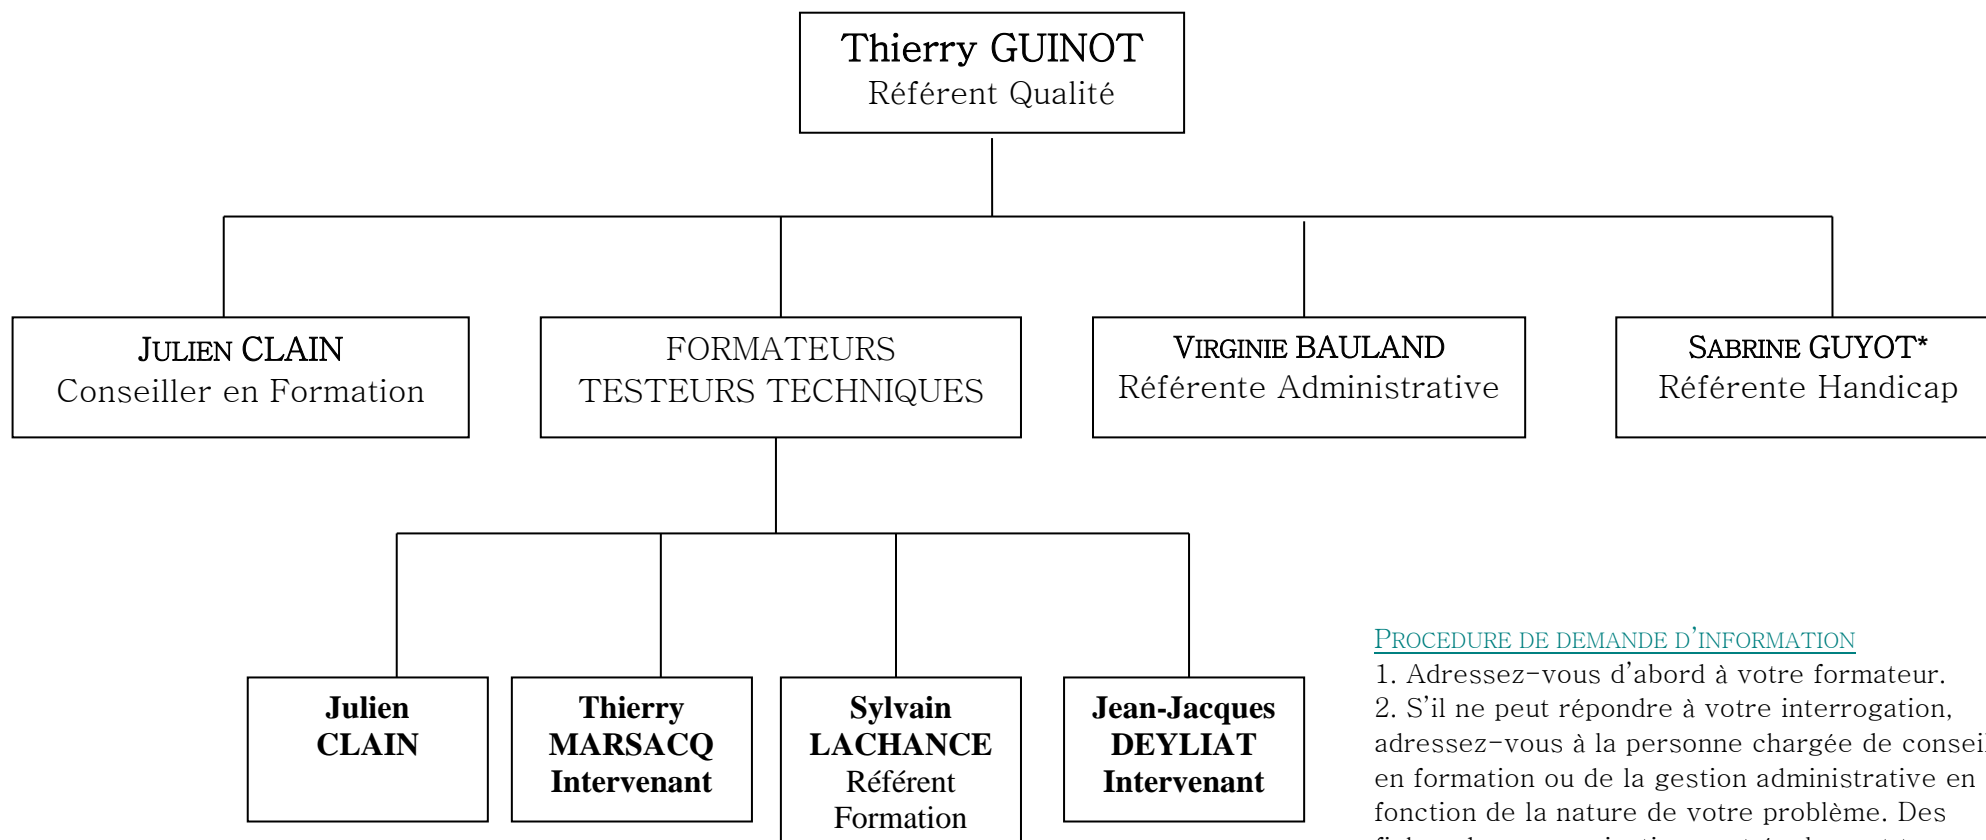 Thierry GUINOT
Référent Qualité
JULIEN CLAIN
Conseiller en Formation
FORMATEURS
TESTEURS TECHNIQUES
VIRGINIE BAULAND
Référente Administrative
SABRINE GUYOT*
Référente Handicap
Julien
CLAIN
Thierry
MARSACQ
Intervenant
Sylvain
LACHANCE
Référent
Formation
Jean-Jacques
DEYLIAT
Intervenant
PROCEDURE DE DEMANDE D’INFORMATION
1. Adressez-vous d’abord à votre formateur.
2. S’il ne peut répondre à votre interrogation,
adressez-vous à la personne chargée de conseil
en formation ou de la gestion administrative en
fonction de la nature de votre problème. Des